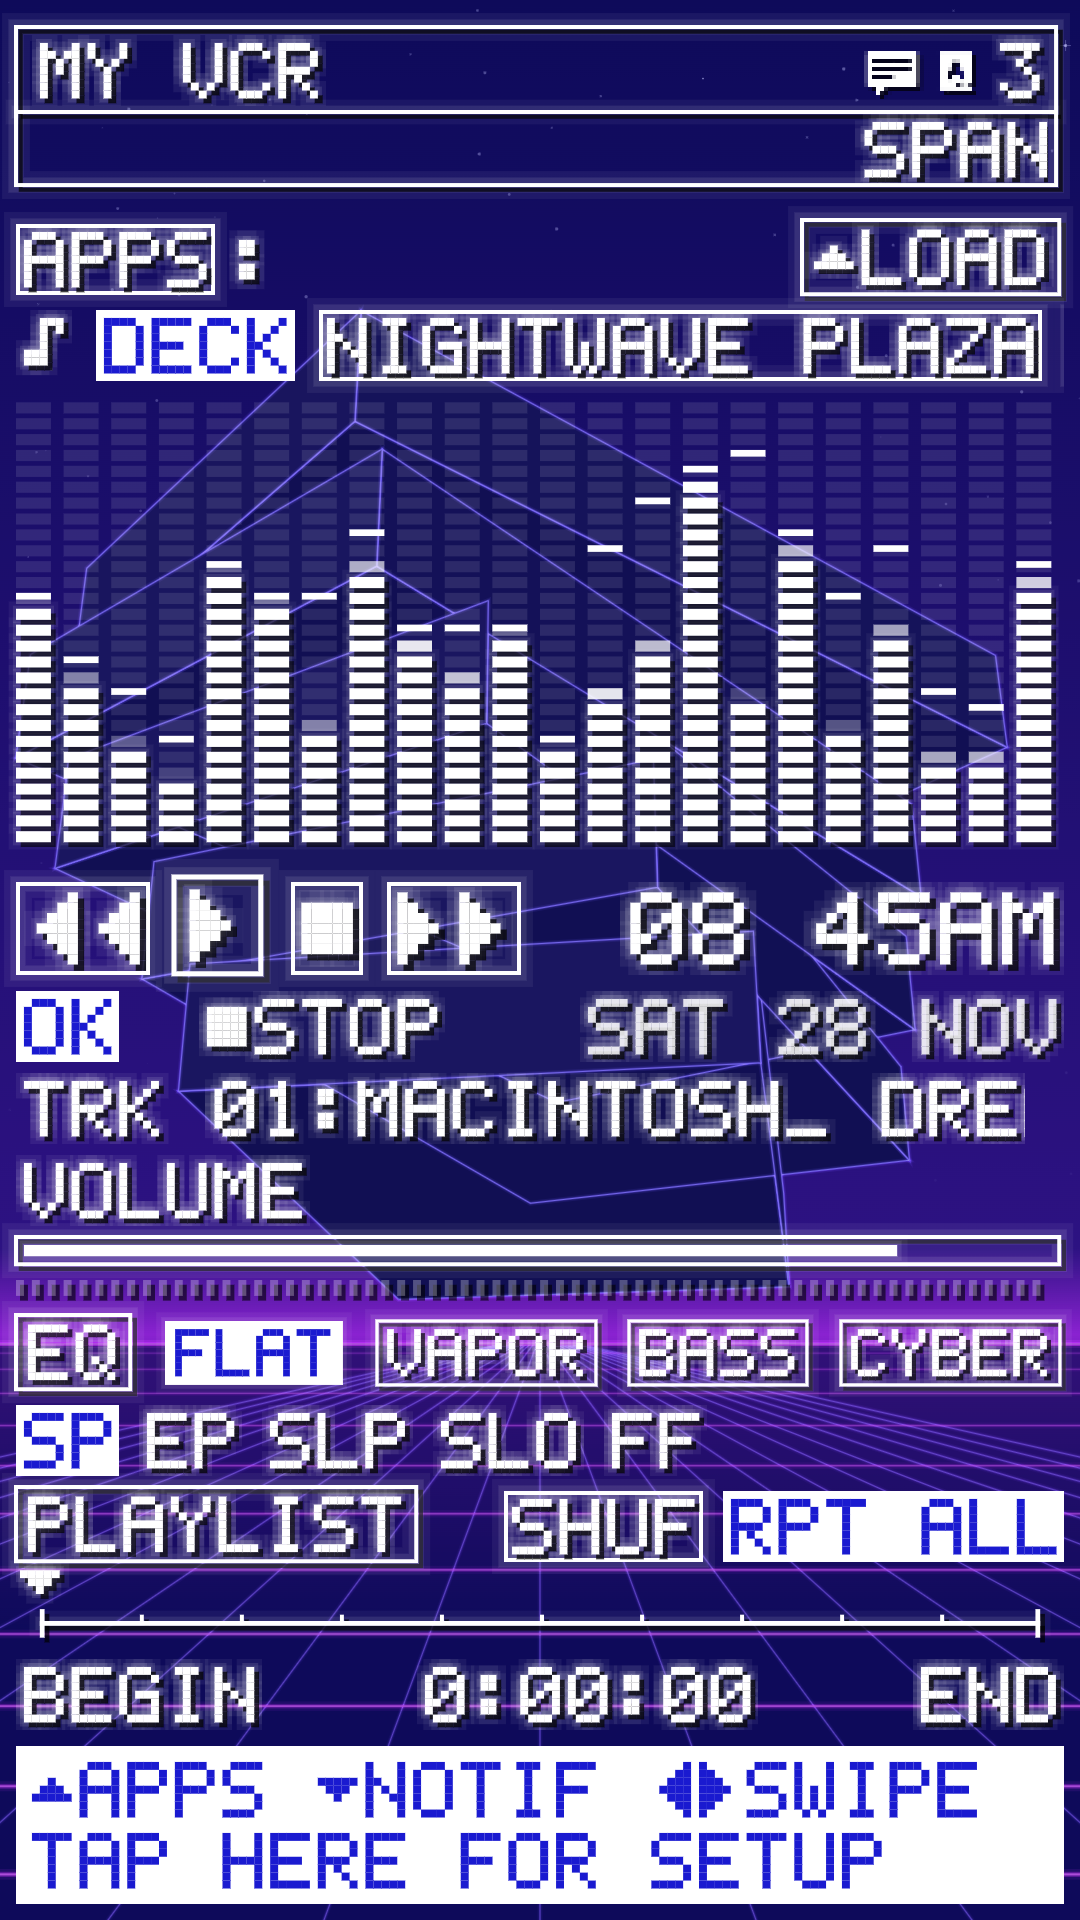 MY VCR 3
SPAN
APPS: ▲LOAD
♪ DECK NIGHTWAVE PLAZA
08 45AM
OK ■STOP SAT 28 NOV
TRK 01:MACINTOSH_ DRE
VOLUME
EQ FLAT VAPOR BASS CYBER
SP EP SLP SLO FF
PLAYLIST SHUF RPT ALL
BEGIN 0:00:00 END
▲APPS ▼NOTIF ◀▶SWIPE
TAP HERE FOR SETUP